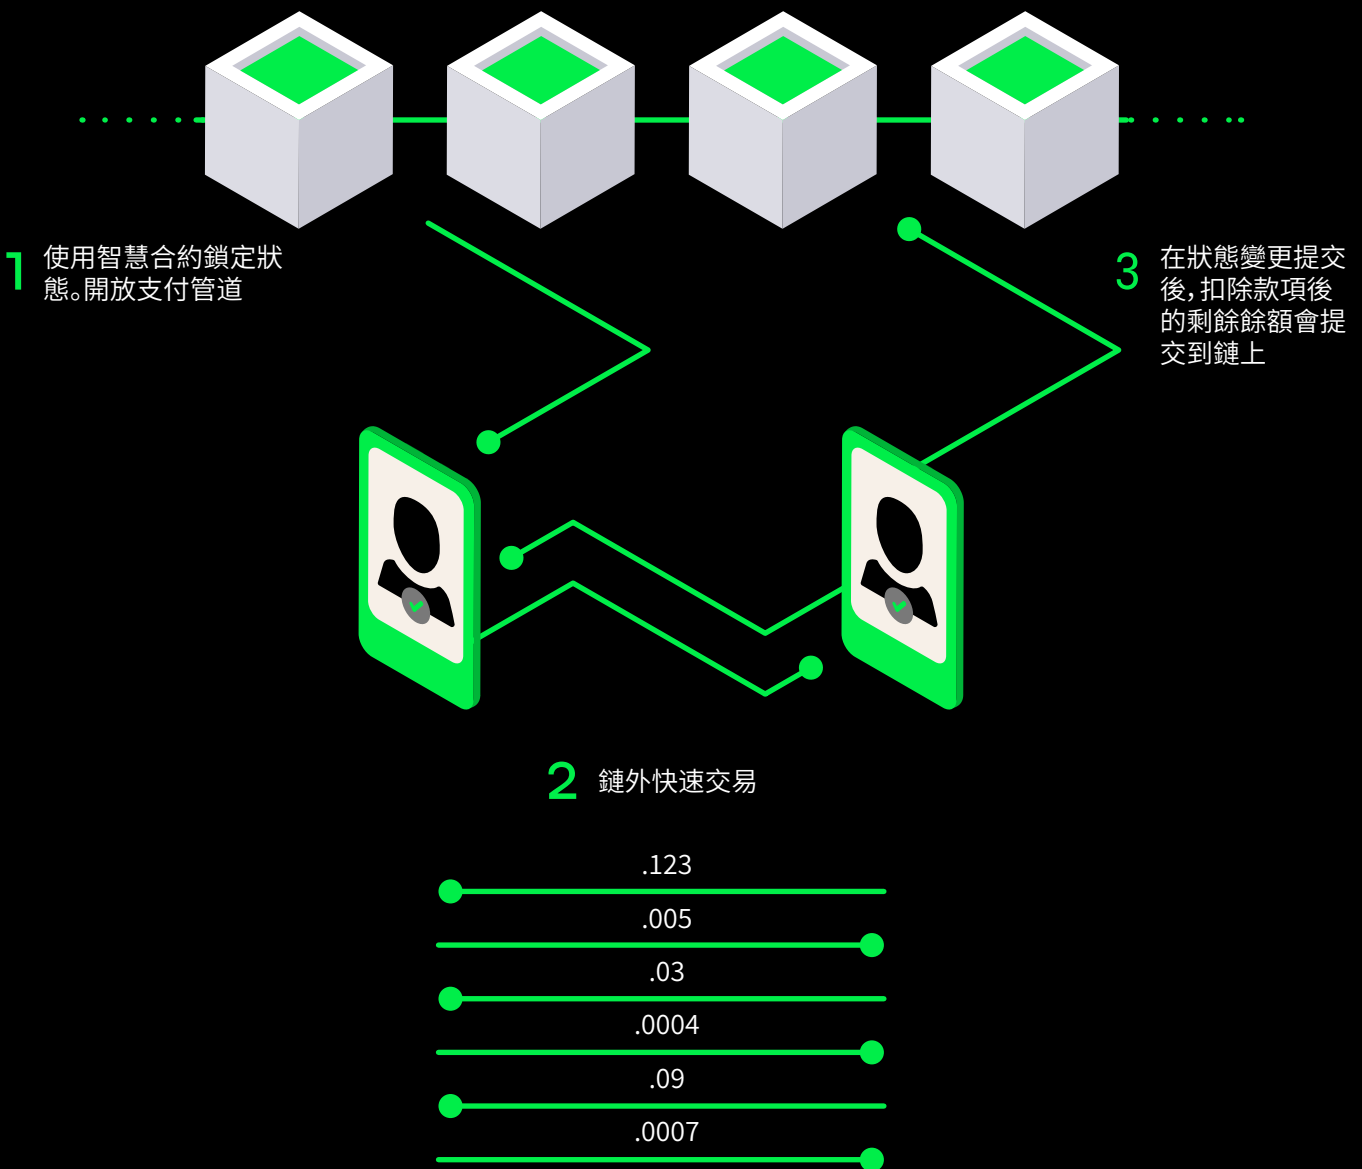 1
使用智慧合約鎖定狀
態。開放支付管道
3
在狀態變更提交
後，扣除款項後
的剩餘餘額會提
交到鏈上
2
鏈外快速交易
.123
.005
.03
.0004
.09
.0007